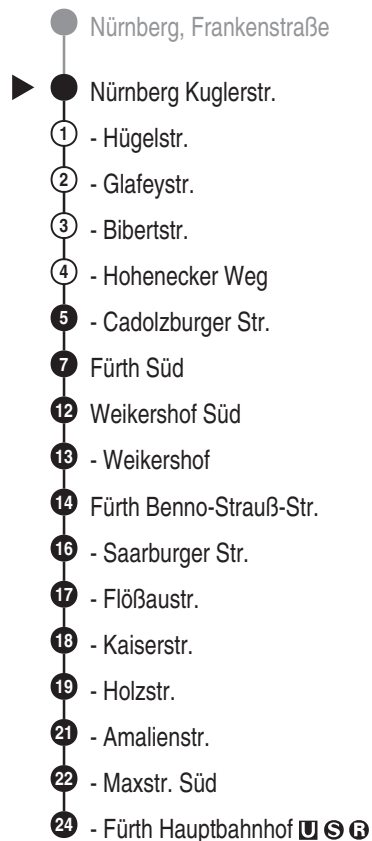 Nürnberg, Frankenstraße
Nürnberg Kuglerstr.
1 - Hügelstr.
2 - Glafeystr.
3 - Bibertstr.
4 - Hohenecker Weg
5 - Cadolzburger Str.
7 Fürth Süd
12 Weikershof Süd
13 - Weikershof
14 Fürth Benno-Strauß-Str.
16 - Saarburger Str.
17 - Flößaustr.
18 - Kaiserstr.
19 - Holzstr.
21 - Amalienstr.
22 - Maxstr. Süd
24 - Fürth Hauptbahnhof U S R